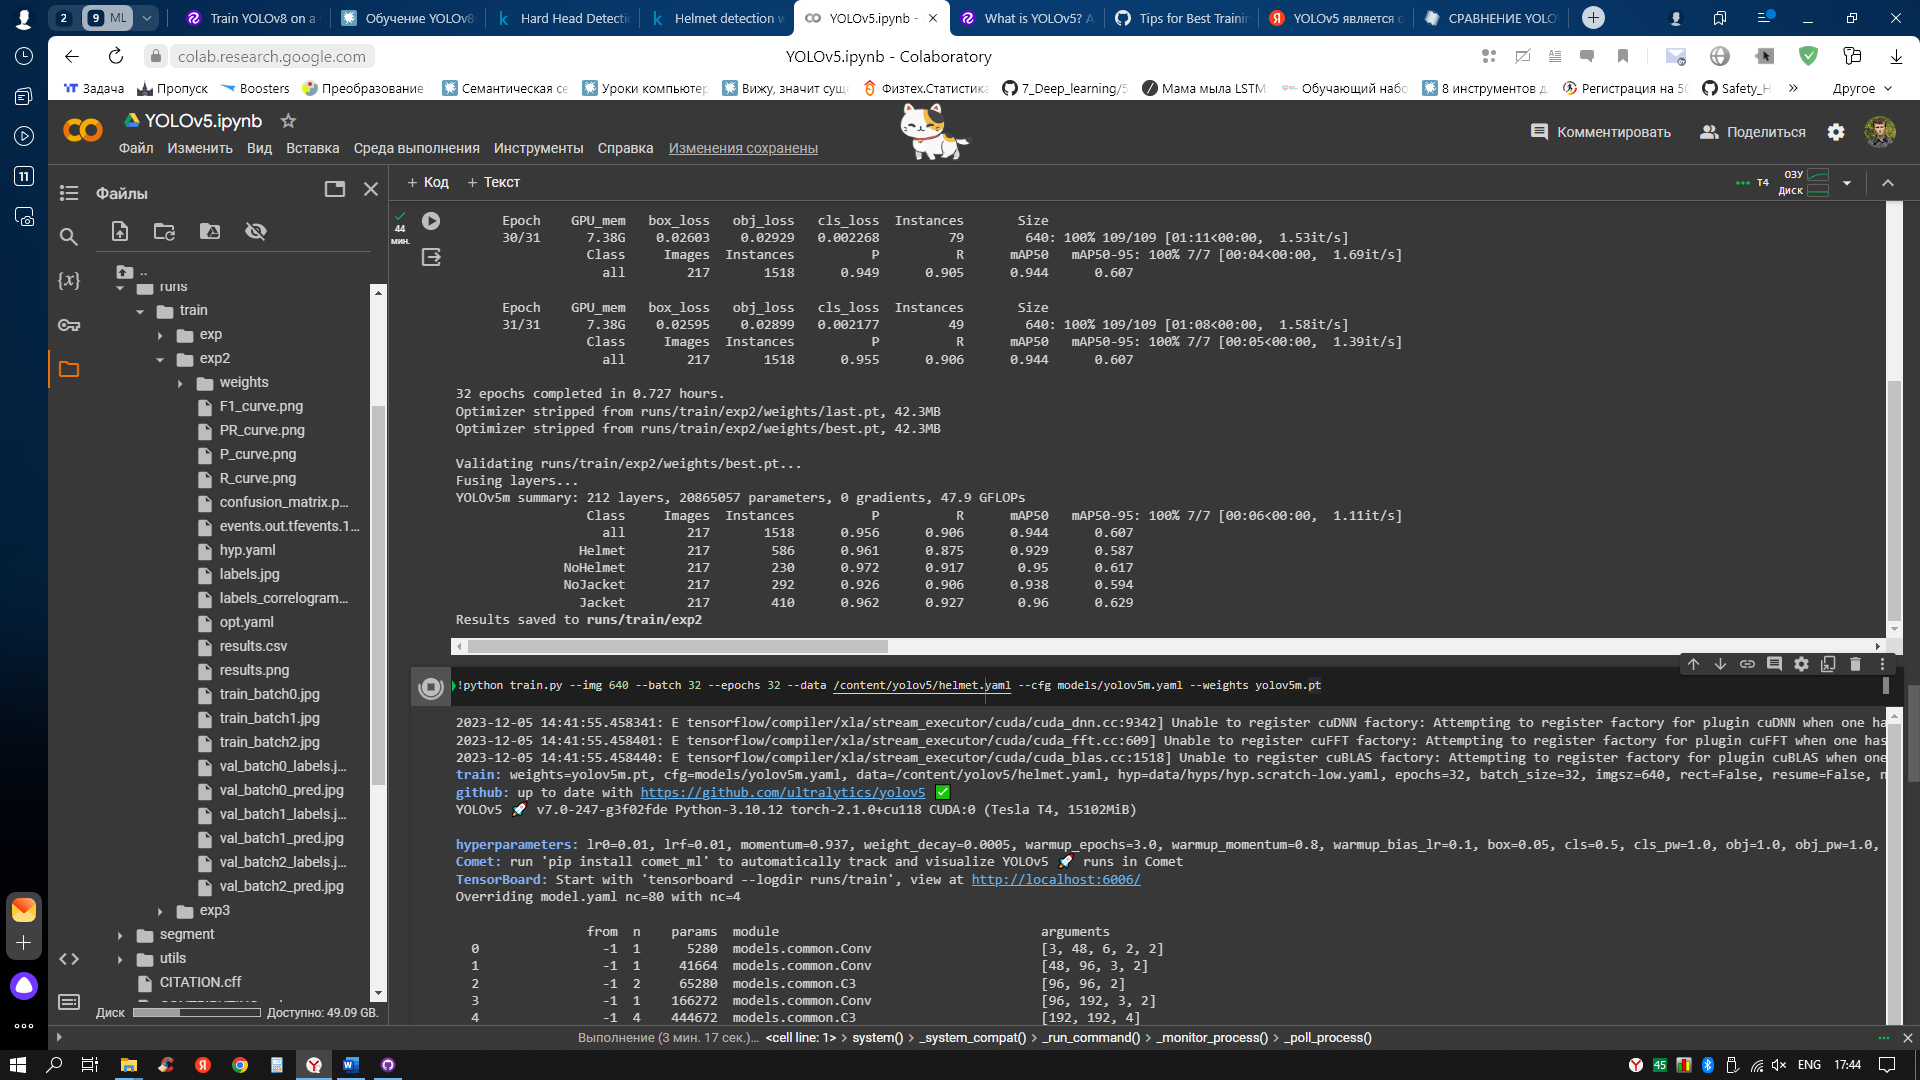 2
9 ML
Train YOLOv8 on a
Обучение YOLOv8
Hard Head Detectio
Helmet detection w
YOLOv5.ipynb -
What is YOLOv5? A
Tips for Best Trainin
YOLOv5 является о
СРАВНЕНИЕ YOLO
colab.research.google.com
YOLOv5.ipynb - Colaboratory
Задача
Пропуск
Boosters
Преобразование
Семантическая се
Уроки компьютер
Вижу, значит суще
Физтех.Статистика
7_Deep_learning/5
Мама мыла LSTM:
Обучающий набо
8 инструментов д
Регистрация на 50
Safety_H
»
Другое
11
CO
YOLOv5.ipynb
Комментировать
Поделиться
Файл
Изменить
Вид
Вставка
Среда выполнения
Инструменты
Справка
Изменения сохранены
Файлы
+ Код
+ Текст
T4
ОЗУ
Диск
{x}
..
runs
train
exp
exp2
weights
F1_curve.png
PR_curve.png
P_curve.png
R_curve.png
confusion_matrix.p...
events.out.tfevents.1...
hyp.yaml
labels.jpg
labels_correlogram...
opt.yaml
results.csv
results.png
train_batch0.jpg
train_batch1.jpg
train_batch2.jpg
val_batch0_labels.j...
val_batch0_pred.jpg
val_batch1_labels.j...
val_batch1_pred.jpg
val_batch2_labels.j...
val_batch2_pred.jpg
exp3
segment
utils
CITATION.cff
Диск
Доступно: 49.09 GB.
44
мин.
Epoch GPU_mem box_loss obj_loss cls_loss Instances Size
30/31 7.38G 0.02603 0.02929 0.002268 79 640: 100% 109/109 [01:11<00:00, 1.53it/s]
Class Images Instances P R mAP50 mAP50-95: 100% 7/7 [00:04<00:00, 1.69it/s]
all 217 1518 0.949 0.905 0.944 0.607
Epoch GPU_mem box_loss obj_loss cls_loss Instances Size
31/31 7.38G 0.02595 0.02899 0.002177 49 640: 100% 109/109 [01:08<00:00, 1.58it/s]
Class Images Instances P R mAP50 mAP50-95: 100% 7/7 [00:05<00:00, 1.39it/s]
all 217 1518 0.955 0.906 0.944 0.607
32 epochs completed in 0.727 hours.
Optimizer stripped from runs/train/exp2/weights/last.pt, 42.3MB
Optimizer stripped from runs/train/exp2/weights/best.pt, 42.3MB
Validating runs/train/exp2/weights/best.pt...
Fusing layers...
YOLOv5m summary: 212 layers, 20865057 parameters, 0 gradients, 47.9 GFLOPs
Class Images Instances P R mAP50 mAP50-95: 100% 7/7 [00:06<00:00, 1.11it/s]
all 217 1518 0.956 0.906 0.944 0.607
Helmet 217 586 0.961 0.875 0.929 0.587
NoHelmet 217 230 0.972 0.917 0.95 0.617
NoJacket 217 292 0.926 0.906 0.938 0.594
Jacket 217 410 0.962 0.927 0.96 0.629
Results saved to runs/train/exp2
!python train.py --img 640 --batch 32 --epochs 32 --data /content/yolov5/helmet.yaml --cfg models/yolov5m.yaml --weights yolov5m.pt
2023-12-05 14:41:55.458341: E tensorflow/compiler/xla/stream_executor/cuda/cuda_dnn.cc:9342] Unable to register cuDNN factory: Attempting to register factory for plugin cuDNN when one ha
2023-12-05 14:41:55.458401: E tensorflow/compiler/xla/stream_executor/cuda/cuda_fft.cc:609] Unable to register cuFFT factory: Attempting to register factory for plugin cuFFT when one has
2023-12-05 14:41:55.458440: E tensorflow/compiler/xla/stream_executor/cuda/cuda_blas.cc:1518] Unable to register cuBLAS factory: Attempting to register factory for plugin cuBLAS when one
train: weights=yolov5m.pt, cfg=models/yolov5m.yaml, data=/content/yolov5/helmet.yaml, hyp=data/hyps/hyp.scratch-low.yaml, epochs=32, batch_size=32, imgsz=640, rect=False, resume=False, n
github: up to date with https://github.com/ultralytics/yolov5 ✅
YOLOv5 🚀 v7.0-247-g3f02fde Python-3.10.12 torch-2.1.0+cu118 CUDA:0 (Tesla T4, 15102MiB)
hyperparameters: lr0=0.01, lrf=0.01, momentum=0.937, weight_decay=0.0005, warmup_epochs=3.0, warmup_momentum=0.8, warmup_bias_lr=0.1, box=0.05, cls=0.5, cls_pw=1.0, obj=1.0, obj_pw=1.0,
Comet: run 'pip install comet_ml' to automatically track and visualize YOLOv5 🚀 runs in Comet
TensorBoard: Start with 'tensorboard --logdir runs/train', view at http://localhost:6006/
Overriding model.yaml nc=80 with nc=4
from n params module arguments
0 -1 1 5280 models.common.Conv [3, 48, 6, 2, 2]
1 -1 1 41664 models.common.Conv [48, 96, 3, 2]
2 -1 2 65280 models.common.C3 [96, 96, 2]
3 -1 1 166272 models.common.Conv [96, 192, 3, 2]
4 -1 4 444672 models.common.C3 [192, 192, 4]
Выполнение (3 мин. 17 сек.)... <cell line: 1> > system() > _system_compat() > _run_command() > _monitor_process() > _poll_process()
45
ENG
17:44